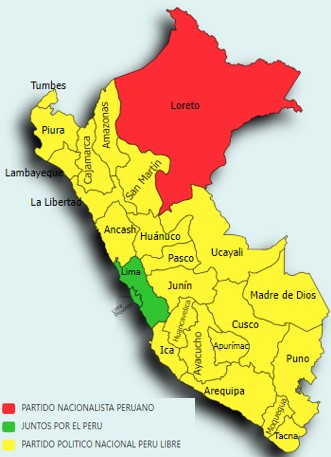 Loreto
Tumbes
Piura
Amazonas
Cajamarca
Lambayeque
San Martín
La Libertad
Ancash
Huánuco
Pasco
Ucayali
Lima
Junín
Madre de Dios
Huancavelica
Cusco
Ica
Ayacucho
Apurímac
Puno
Arequipa
Moquegua
Tacna
PARTIDO NACIONALISTA PERUANO
JUNTOS POR EL PERU
PARTIDO POLITICO NACIONAL PERU LIBRE